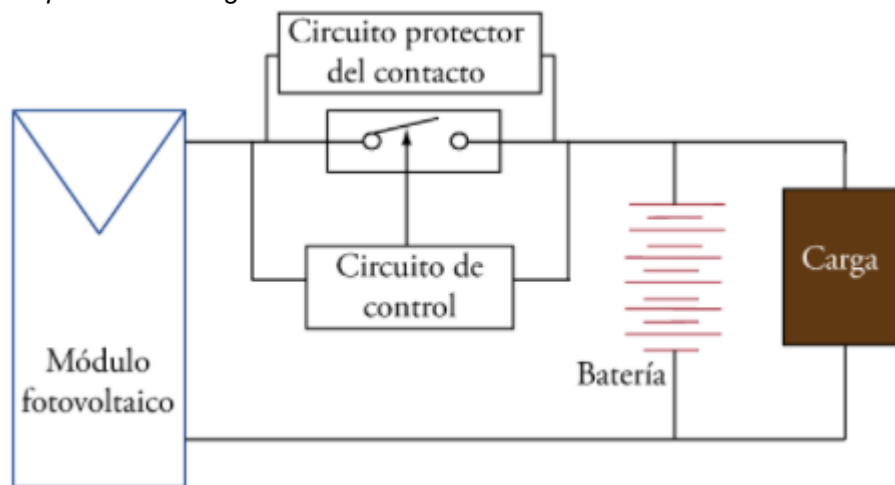 Circuito protector
del contacto
Circuito de
control
Carga
Módulo
fotovoltaico
Batería